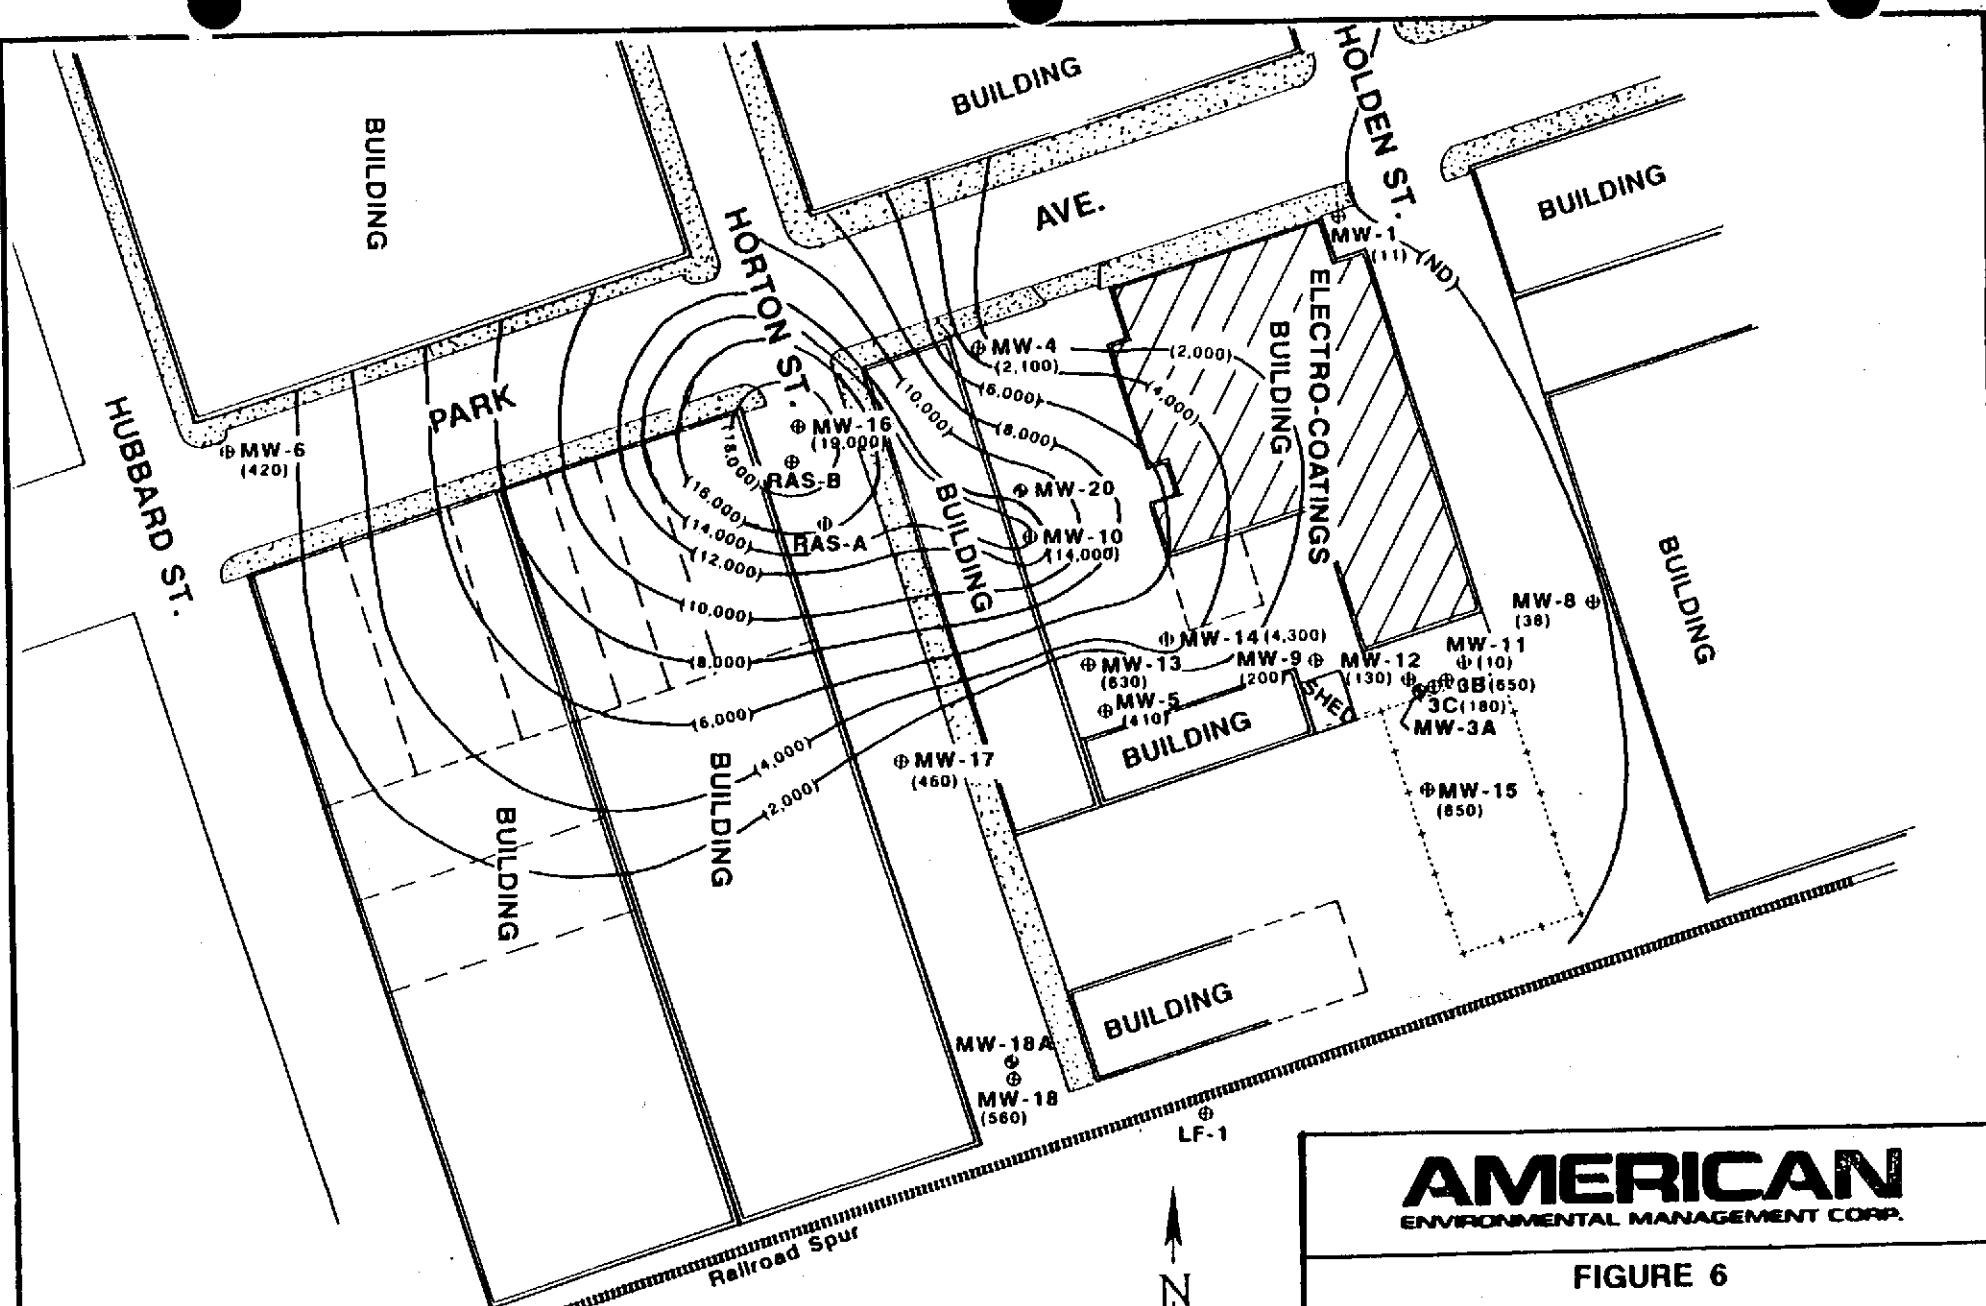 BUILDING
BUILDING
HOLDEN ST.
BUILDING
AVE.
HORTON ST.
MW-1
(11)
(ND)
ELECTRO-COATINGS
BUILDING
MW-4
(2,100)
(2,000)
(4,000)
(6,000)
(8,000)
(10,000)
PARK
HUBBARD ST.
MW-6
(420)
MW-16
(19,000)
(18,000)
RAS-B
(16,000)
(14,000)
(12,000)
RAS-A
BUILDING
MW-20
MW-10
(14,000)
(10,000)
(8,000)
(6,000)
(4,000)
(2,000)
MW-14 (4,300)
MW-13
(630)
MW-5
(410)
MW-9
(200)
MW-12
(130)
MW-11
(10)
MW-8
(38)
3B(650)
3C(180)
MW-3A
SHED
BUILDING
BUILDING
MW-17
(460)
MW-15
(850)
BUILDING
BUILDING
BUILDING
MW-18A
MW-18
(560)
LF-1
Railroad Spur
N
AMERICAN
ENVIRONMENTAL MANAGEMENT CORP.
FIGURE 6